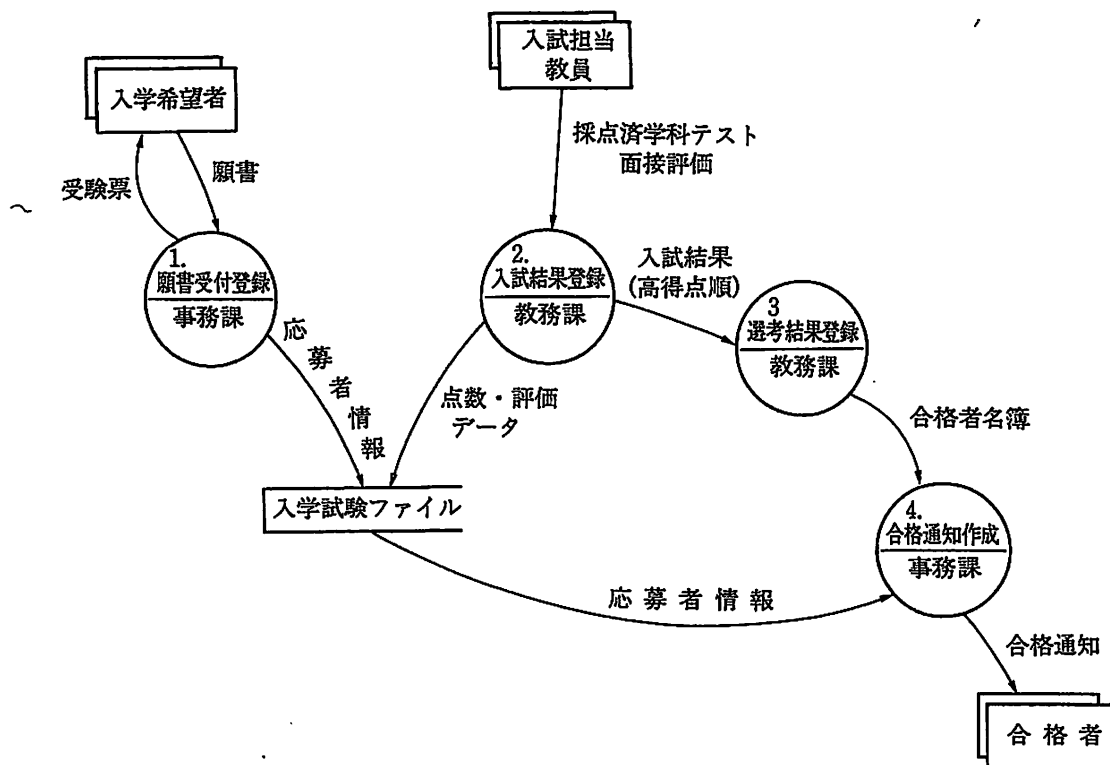 入試担当
教員
入学希望者
採点済学科テスト
面接評価
受験票
願書
1.
願書受付登録
事務課
2.
入試結果登録
教務課
入試結果
(高得点順)
3
選考結果登録
教務課
応募者情報
点数・評価
データ
合格者名簿
入学試験ファイル
4.
合格通知作成
事務課
応募者情報
合格通知
合格者